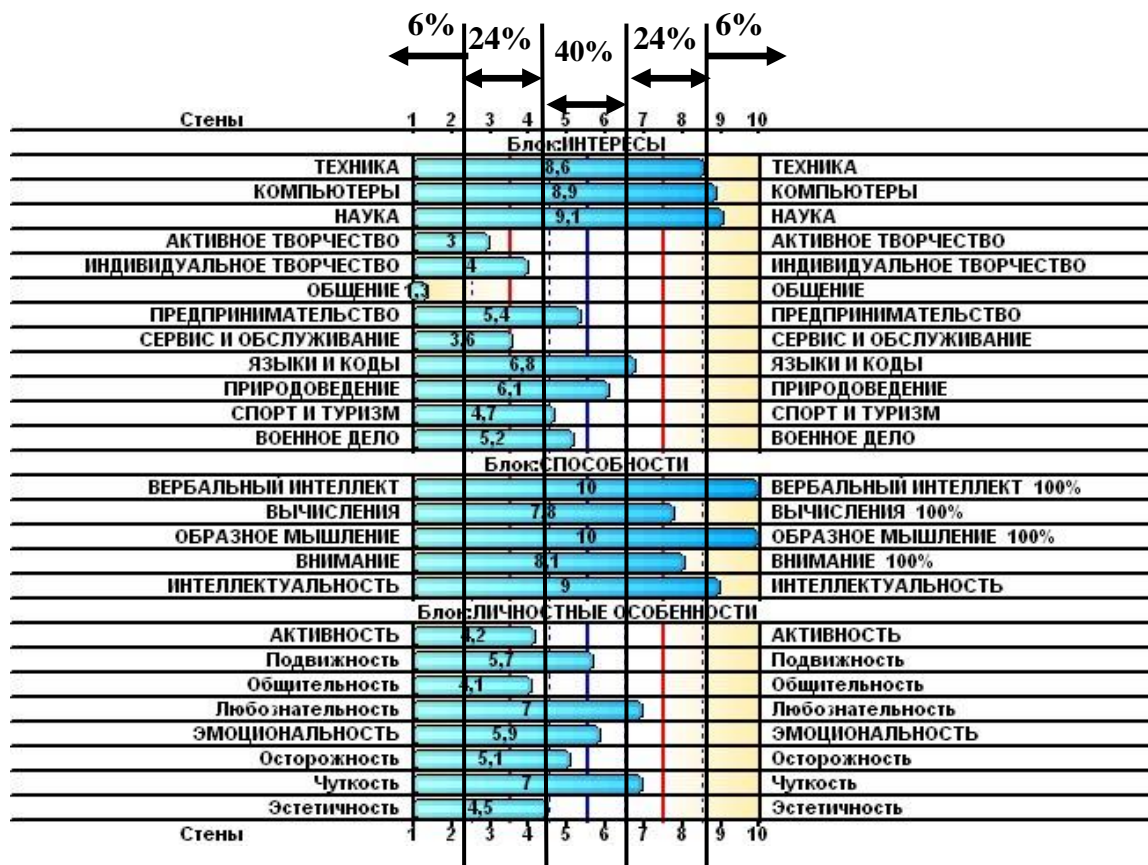 6% 24% 40% 24% 6%
Стены 1 2 3 4 5 6 7 8 9 10
Блок:ИНТЕРЕСЫ
ТЕХНИКА 8,6 ТЕХНИКА
КОМПЬЮТЕРЫ 8,9 КОМПЬЮТЕРЫ
НАУКА 9,1 НАУКА
АКТИВНОЕ ТВОРЧЕСТВО 3 АКТИВНОЕ ТВОРЧЕСТВО
ИНДИВИДУАЛЬНОЕ ТВОРЧЕСТВО 4 ИНДИВИДУАЛЬНОЕ ТВОРЧЕСТВО
ОБЩЕНИЕ 1,3 ОБЩЕНИЕ
ПРЕДПРИНИМАТЕЛЬСТВО 5,4 ПРЕДПРИНИМАТЕЛЬСТВО
СЕРВИС И ОБСЛУЖИВАНИЕ 3,6 СЕРВИС И ОБСЛУЖИВАНИЕ
ЯЗЫКИ И КОДЫ 6,8 ЯЗЫКИ И КОДЫ
ПРИРОДОВЕДЕНИЕ 6,1 ПРИРОДОВЕДЕНИЕ
СПОРТ И ТУРИЗМ 4,7 СПОРТ И ТУРИЗМ
ВОЕННОЕ ДЕЛО 5,2 ВОЕННОЕ ДЕЛО
Блок:СПОСОБНОСТИ
ВЕРБАЛЬНЫЙ ИНТЕЛЛЕКТ 10 ВЕРБАЛЬНЫЙ ИНТЕЛЛЕКТ 100%
ВЫЧИСЛЕНИЯ 7,8 ВЫЧИСЛЕНИЯ 100%
ОБРАЗНОЕ МЫШЛЕНИЕ 10 ОБРАЗНОЕ МЫШЛЕНИЕ 100%
ВНИМАНИЕ 8,1 ВНИМАНИЕ 100%
ИНТЕЛЛЕКТУАЛЬНОСТЬ 9 ИНТЕЛЛЕКТУАЛЬНОСТЬ
Блок:ЛИЧНОСТНЫЕ ОСОБЕННОСТИ
АКТИВНОСТЬ 4,2 АКТИВНОСТЬ
Подвижность 5,7 Подвижность
Общительность 4,1 Общительность
Любознательность 7 Любознательность
ЭМОЦИОНАЛЬНОСТЬ 5,9 ЭМОЦИОНАЛЬНОСТЬ
Осторожность 5,1 Осторожность
Чуткость 7 Чуткость
Эстетичность 4,5 Эстетичность
Стены 1 2 3 4 5 6 7 8 9 10